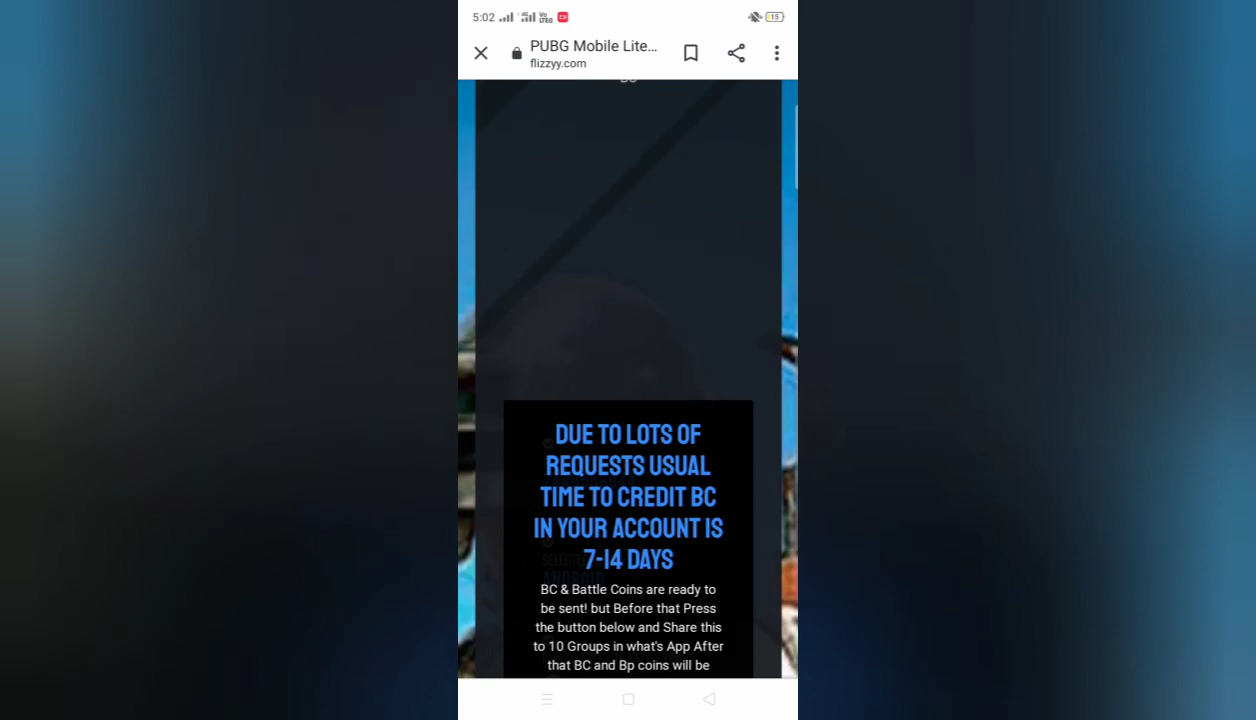 5:02
15
PUBG Mobile Lite...
flizzyy.com
DUE TO LOTS OF
REQUESTS USUAL
TIME TO CREDIT BC
IN YOUR ACCOUNT IS
7-14 DAYS
BC & Battle Coins are ready to
be sent! but Before that Press
the button below and Share this
to 10 Groups in what's App After
that BC and Bp coins will be